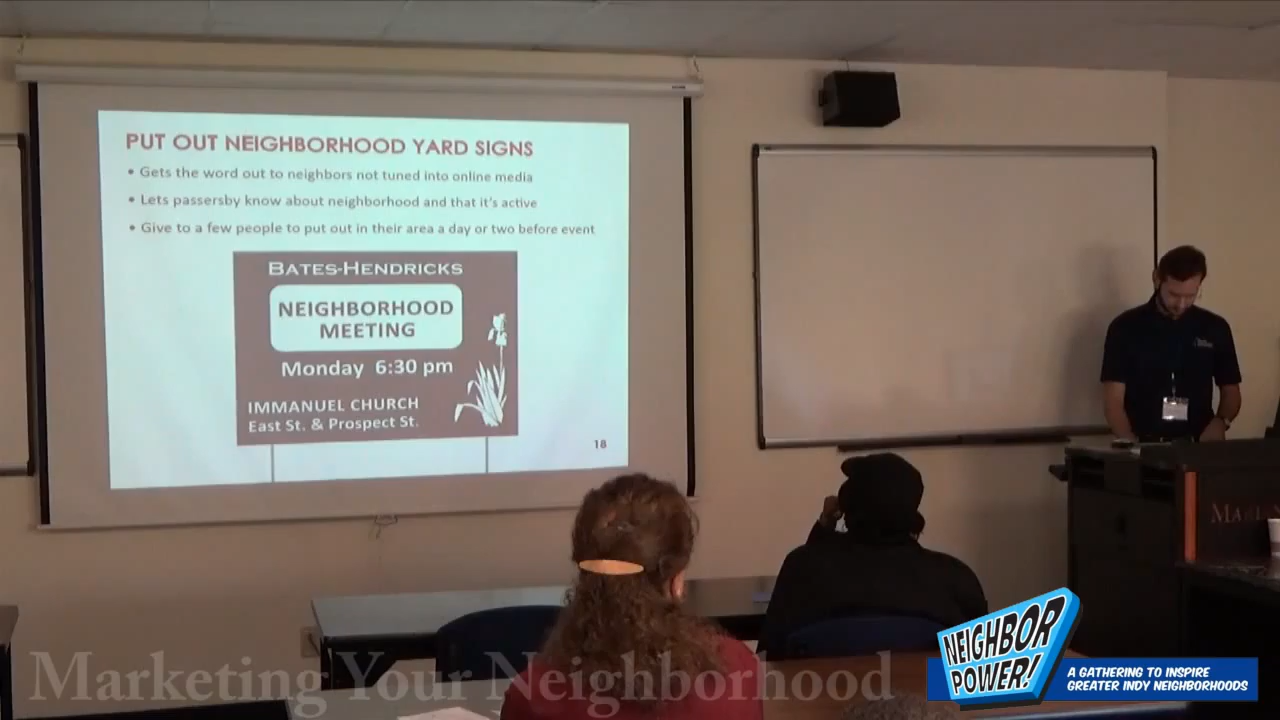 PUT OUT NEIGHBORHOOD YARD SIGNS
• Gets the word out to neighbors not tuned into online media
• Lets passersby know about neighborhood and that it's active
• Give to a few people to put out in their area a day or two before event
BATES-HENDRICKS
NEIGHBORHOOD
MEETING
Monday 6:30 pm
IMMANUEL CHURCH
East St. & Prospect St.
18
Marketing Your Neighborhood
NEIGHBOR
POWER!
A GATHERING TO INSPIRE
GREATER INDY NEIGHBORHOODS